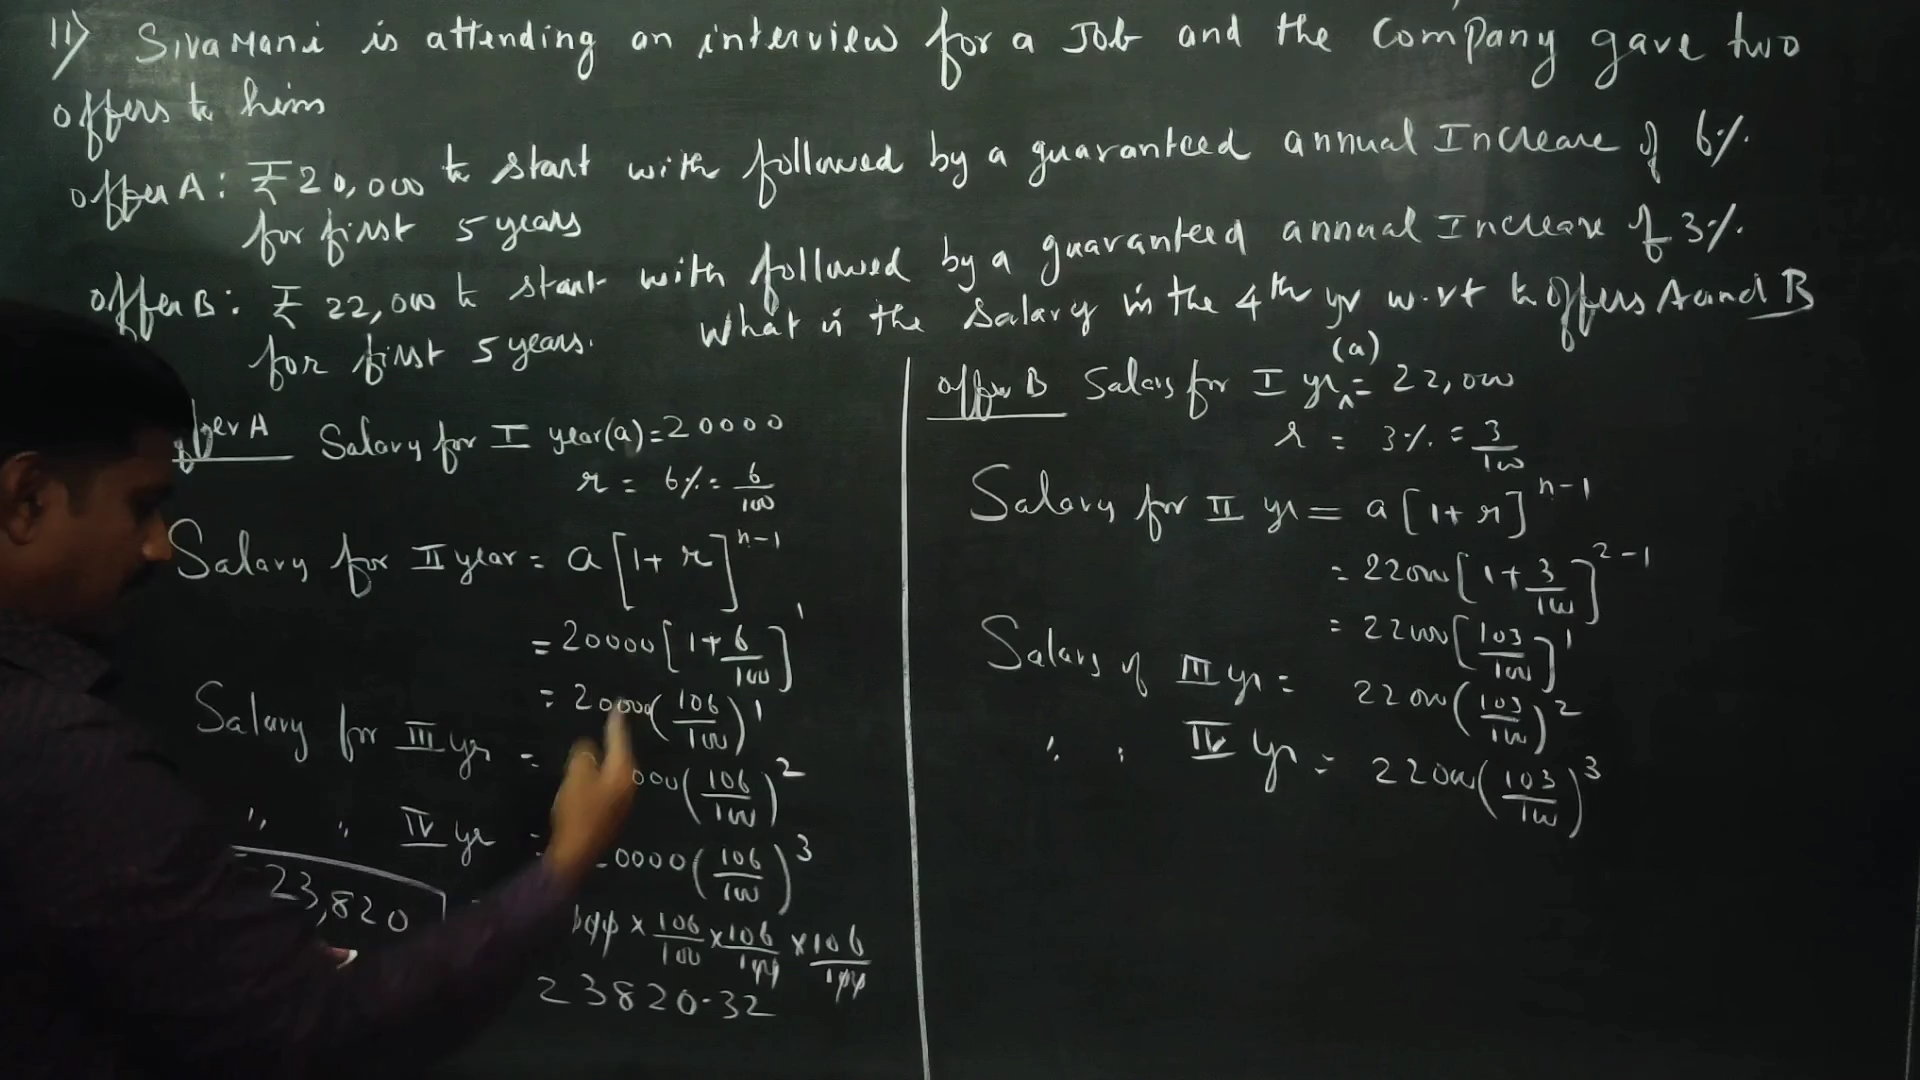 11) Sivamani is attending an interview for a Job and the Company gave two
offers to him
offer A: ₹20,000 to start with followed by a guaranteed annual Increase of 6%
for first 5 years
offer B: ₹ 22,000 to start with followed by a guaranteed annual Increase of 3%.
for first 5 years. What is the salary in the 4th yr w.r.t to offers A and B
offer A Salary for I year(a)=20000
r = 6% = 6/100
Salary for II year = a[1+r]^n-1
=20000[1+6/100]^1
=20000(106/100)^1
Salary for III yr = 000(106/100)^2
" " IV yr = 0000(106/100)^3
= 23,820
× 106/100 × 106/100 × 106/100
23820.32
offer B Salary for I yr (a) = 22,000
r = 3% = 3/100
Salary for II yr = a[1+r]^n-1
= 22000[1+3/100]^2-1
= 22000[103/100]^1
Salary of III yr = 22000(103/100)^2
" " IV yr = 22000(103/100)^3